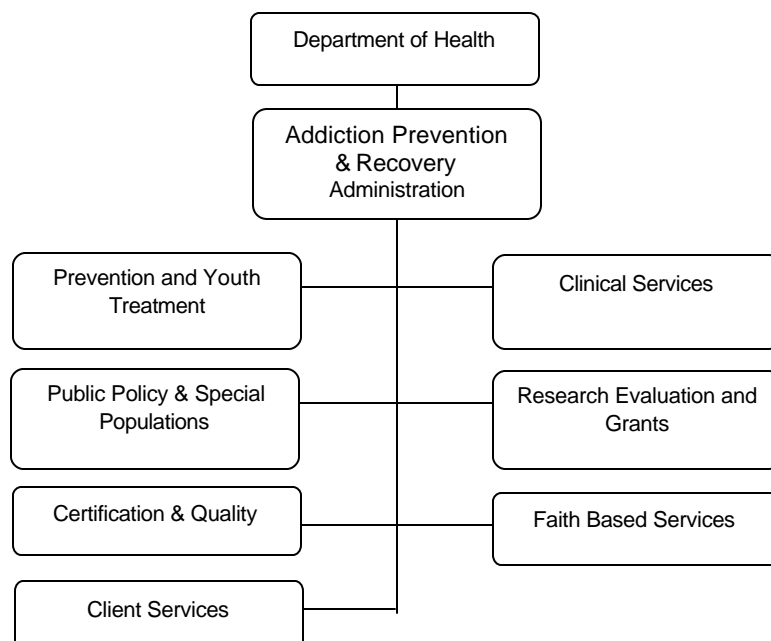 Department of Health
Addiction Prevention
& Recovery
Administration
Prevention and Youth
Treatment
Clinical Services
Public Policy & Special
Populations
Research Evaluation and
Grants
Certification & Quality
Faith Based Services
Client Services